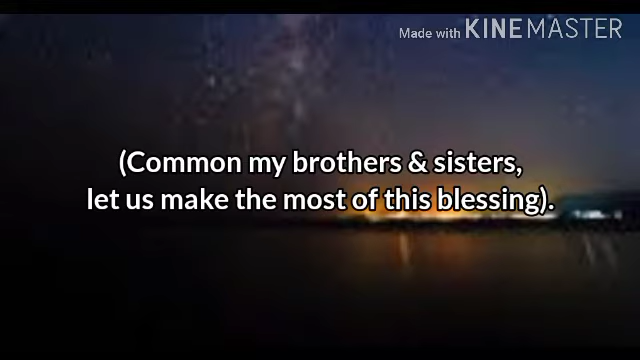 Made with KINEMASTER
(Common my brothers & sisters,
let us make the most of this blessing).